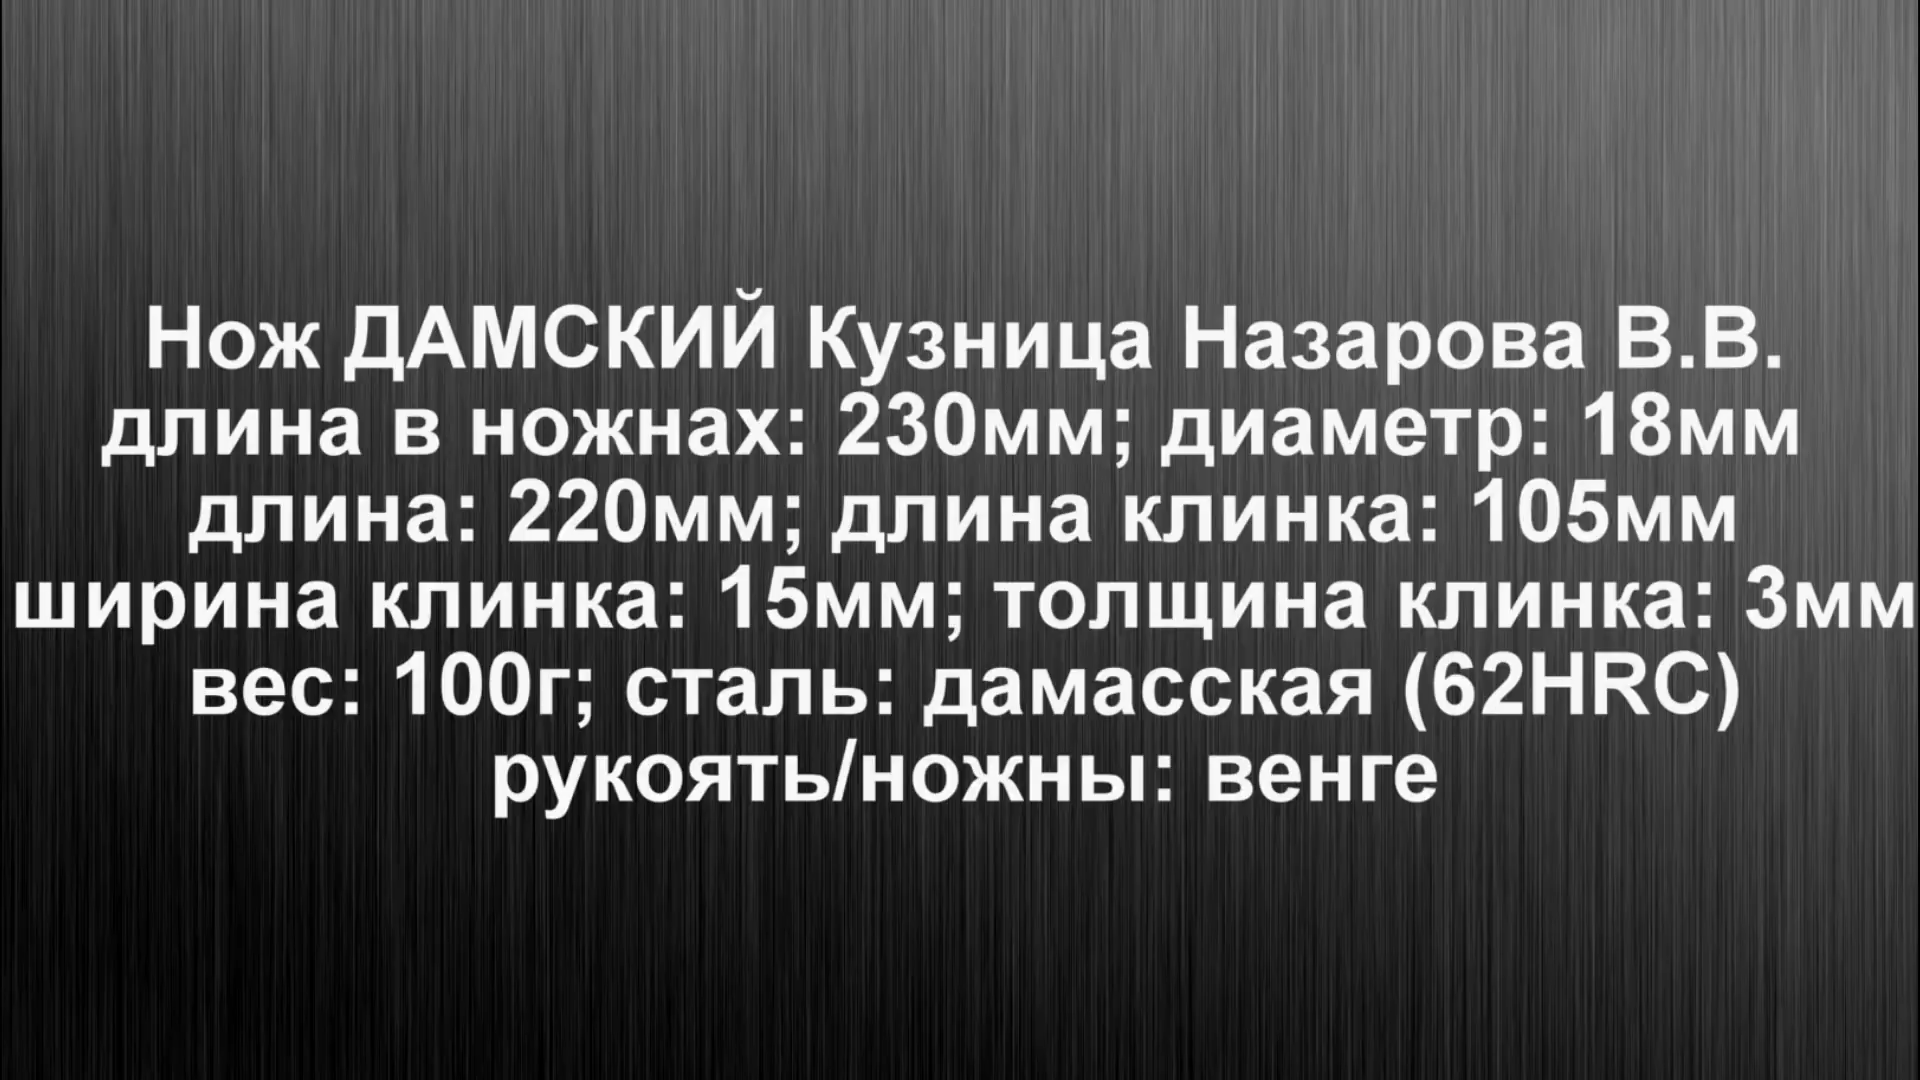 Нож ДАМСКИЙ Кузница Назарова В.В.
длина в ножнах: 230мм; диаметр: 18мм
длина: 220мм; длина клинка: 105мм
ширина клинка: 15мм; толщина клинка: 3мм
вес: 100г; сталь: дамасская (62HRC)
рукоять/ножны: венге